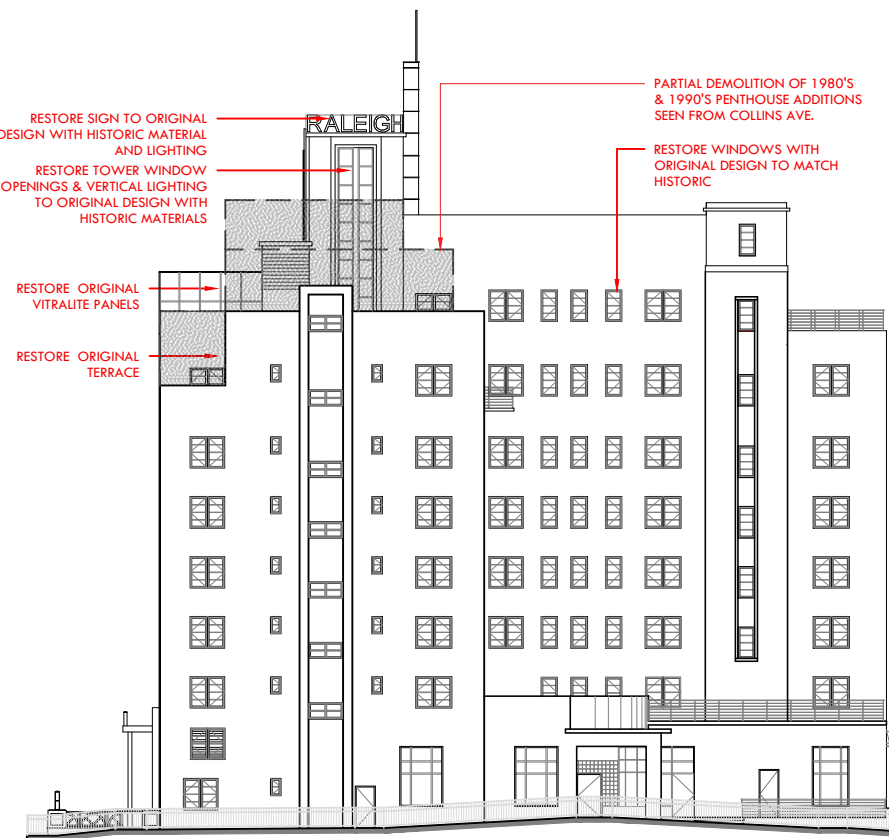 RESTORE SIGN TO ORIGINAL
DESIGN WITH HISTORIC MATERIAL
AND LIGHTING
RESTORE TOWER WINDOW
OPENINGS & VERTICAL LIGHTING
TO ORIGINAL DESIGN WITH
HISTORIC MATERIALS
RESTORE ORIGINAL
VITRALITE PANELS
RESTORE ORIGINAL
TERRACE
RALEIGH
PARTIAL DEMOLITION OF 1980'S
& 1990'S PENTHOUSE ADDITIONS
SEEN FROM COLLINS AVE.
RESTORE WINDOWS WITH
ORIGINAL DESIGN TO MATCH
HISTORIC